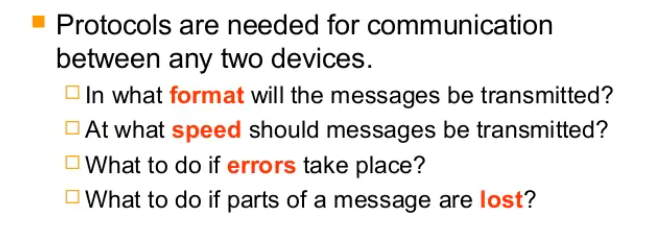 Protocols are needed for communication
between any two devices.
In what format will the messages be transmitted?
At what speed should messages be transmitted?
What to do if errors take place?
What to do if parts of a message are lost?